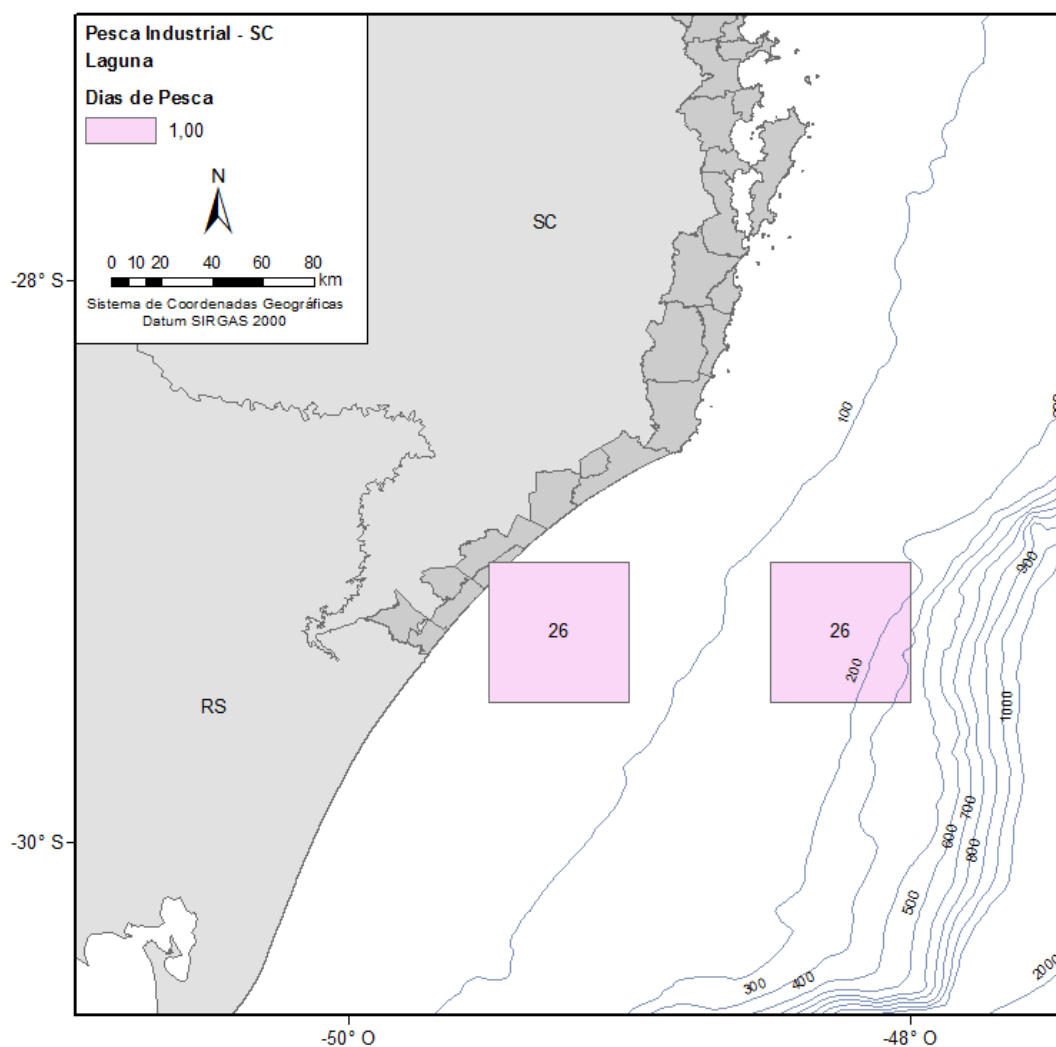 Pesca Industrial - SC
Laguna
Dias de Pesca
1,00
N
0 10 20 40 60 80
km
Sistema de Coordenadas Geográficas
Datum SIRGAS 2000
SC
-28° S
100
900
26
26
200
1000
RS
-30° S
700
600
800
500
300
400
2000
-50° O
-48° O